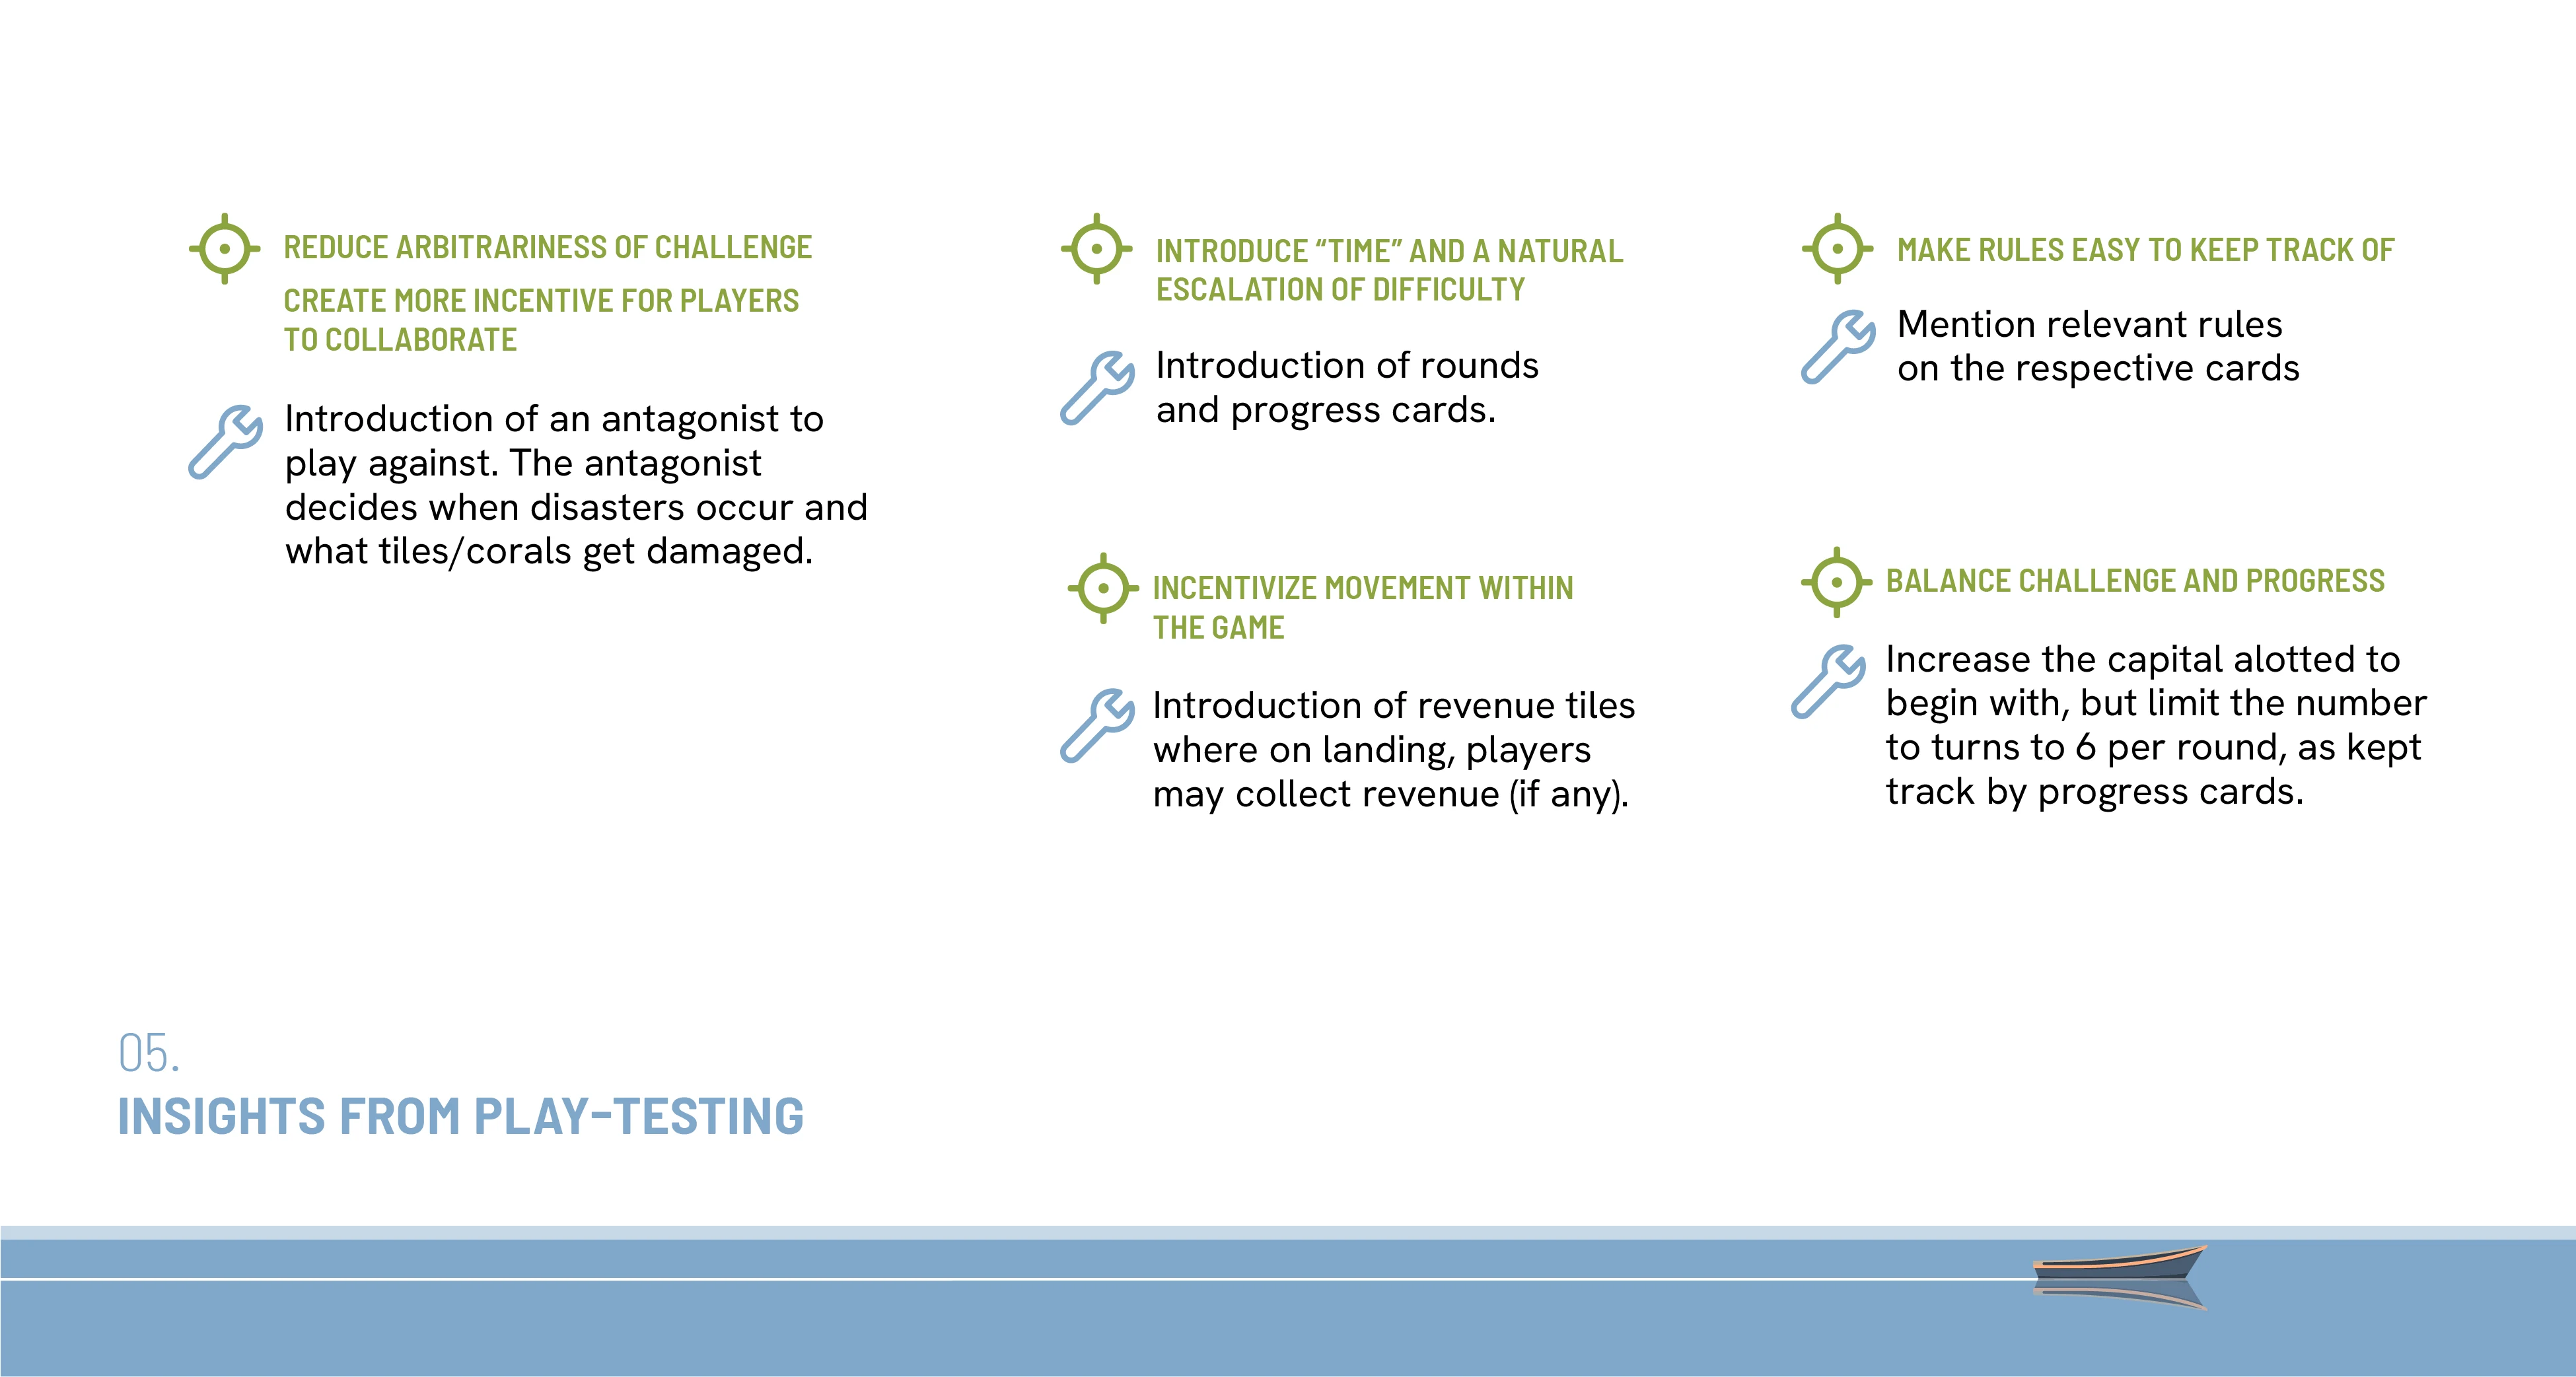 REDUCE ARBITRARINESS OF CHALLENGE
CREATE MORE INCENTIVE FOR PLAYERS
TO COLLABORATE
Introduction of an antagonist to
play against. The antagonist
decides when disasters occur and
what tiles/corals get damaged.
INTRODUCE “TIME” AND A NATURAL
ESCALATION OF DIFFICULTY
Introduction of rounds
and progress cards.
INCENTIVIZE MOVEMENT WITHIN
THE GAME
Introduction of revenue tiles
where on landing, players
may collect revenue (if any).
MAKE RULES EASY TO KEEP TRACK OF
Mention relevant rules
on the respective cards
BALANCE CHALLENGE AND PROGRESS
Increase the capital alotted to
begin with, but limit the number
to turns to 6 per round, as kept
track by progress cards.
05.
INSIGHTS FROM PLAY-TESTING